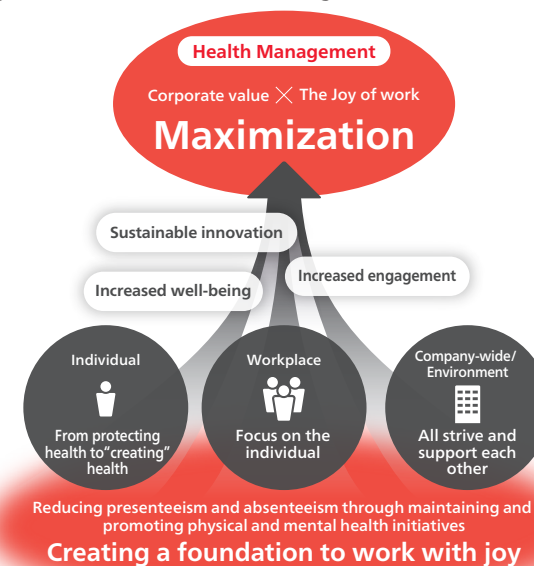 Health Management
Corporate value × The Joy of work
Maximization
Sustainable innovation
Increased engagement
Increased well-being
Individual
From protecting
health to“creating”
health
Workplace
Focus on the
individual
Company-wide/
Environment
All strive and
support each
other
Reducing presenteeism and absenteeism through maintaining and
promoting physical and mental health initiatives
Creating a foundation to work with joy